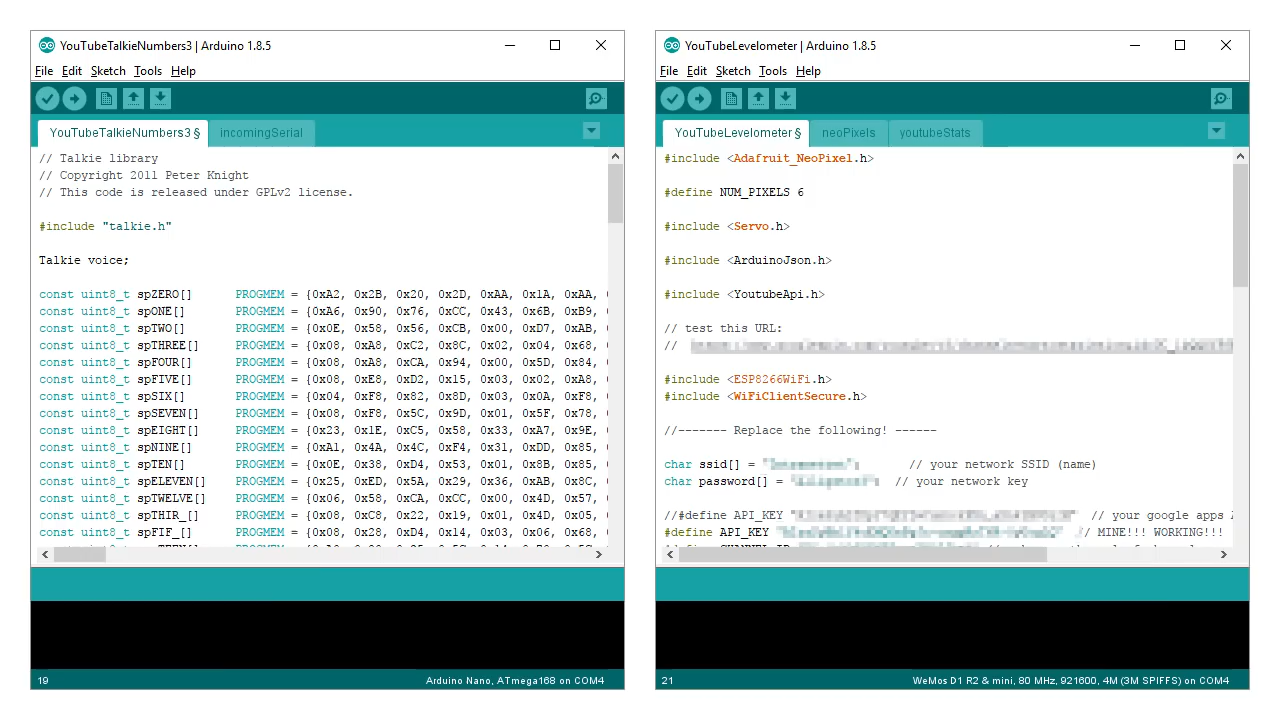 YouTubeTalkieNumbers3 | Arduino 1.8.5
File Edit Sketch Tools Help
YouTubeTalkieNumbers3 § incomingSerial
// Talkie library
// Copyright 2011 Peter Knight
// This code is released under GPLv2 license.
#include "talkie.h"
Talkie voice;
const uint8_t spZERO[] PROGMEM = {0xA2, 0x2B, 0x20, 0x2D, 0xAA, 0x1A, 0xAA,
const uint8_t spONE[] PROGMEM = {0xA6, 0x90, 0x76, 0xCC, 0x43, 0x6B, 0xB9,
const uint8_t spTWO[] PROGMEM = {0x0E, 0x58, 0x56, 0xCB, 0x00, 0xD7, 0xAB,
const uint8_t spTHREE[] PROGMEM = {0x08, 0xA8, 0xC2, 0x8C, 0x02, 0x04, 0x68,
const uint8_t spFOUR[] PROGMEM = {0x08, 0xA8, 0xCA, 0x94, 0x00, 0x5D, 0x84,
const uint8_t spFIVE[] PROGMEM = {0x08, 0xE8, 0xD2, 0x15, 0x03, 0x02, 0xA8,
const uint8_t spSIX[] PROGMEM = {0x04, 0xF8, 0x82, 0x8D, 0x03, 0x0A, 0xF8,
const uint8_t spSEVEN[] PROGMEM = {0x08, 0xF8, 0x5C, 0x9D, 0x01, 0x5F, 0x78,
const uint8_t spEIGHT[] PROGMEM = {0x23, 0x1E, 0xC5, 0x58, 0x33, 0xA7, 0x9E,
const uint8_t spNINE[] PROGMEM = {0xA1, 0x4A, 0x4C, 0xF4, 0x31, 0xDD, 0x85,
const uint8_t spTEN[] PROGMEM = {0x0E, 0x38, 0xD4, 0x53, 0x01, 0x8B, 0x85,
const uint8_t spELEVEN[] PROGMEM = {0x25, 0xED, 0x5A, 0x29, 0x36, 0xAB, 0x8C,
const uint8_t spTWELVE[] PROGMEM = {0x06, 0x58, 0xCA, 0xCC, 0x00, 0x4D, 0x57,
const uint8_t spTHIR_[] PROGMEM = {0x08, 0xC8, 0x22, 0x19, 0x01, 0x4D, 0x05,
const uint8_t spFIF_[] PROGMEM = {0x08, 0x28, 0xD4, 0x14, 0x03, 0x06, 0x68,
19 Arduino Nano, ATmega168 on COM4
YouTubeLevelometer | Arduino 1.8.5
File Edit Sketch Tools Help
YouTubeLevelometer § neoPixels youtubeStats
#include <Adafruit_NeoPixel.h>
#define NUM_PIXELS 6
#include <Servo.h>
#include <ArduinoJson.h>
#include <YoutubeApi.h>
// test this URL:
//
#include <ESP8266WiFi.h>
#include <WiFiClientSecure.h>
//------- Replace the following! ------
char ssid[] = // your network SSID (name)
char password[] = // your network key
//#define API_KEY // your google apps
#define API_KEY // MINE!!! WORKING!!!
21 WeMos D1 R2 & mini, 80 MHz, 921600, 4M (3M SPIFFS) on COM4